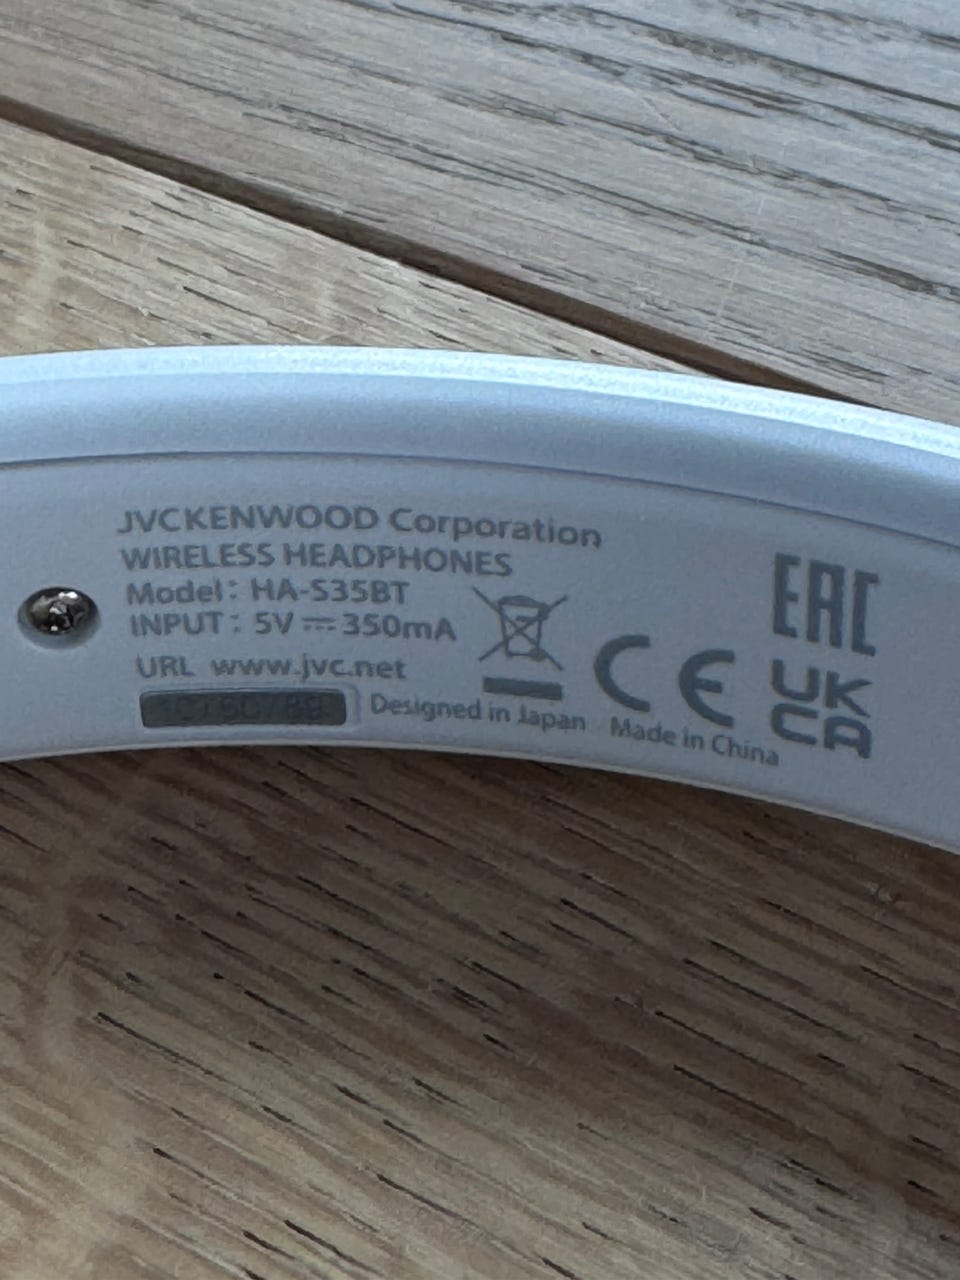 JVCKENWOOD Corporation
WIRELESS HEADPHONES
Model: HA-S35BT
INPUT: 5V ⎓ 350mA
URL www.jvc.net
Designed in Japan Made in China
CE
EAC
UK
CA